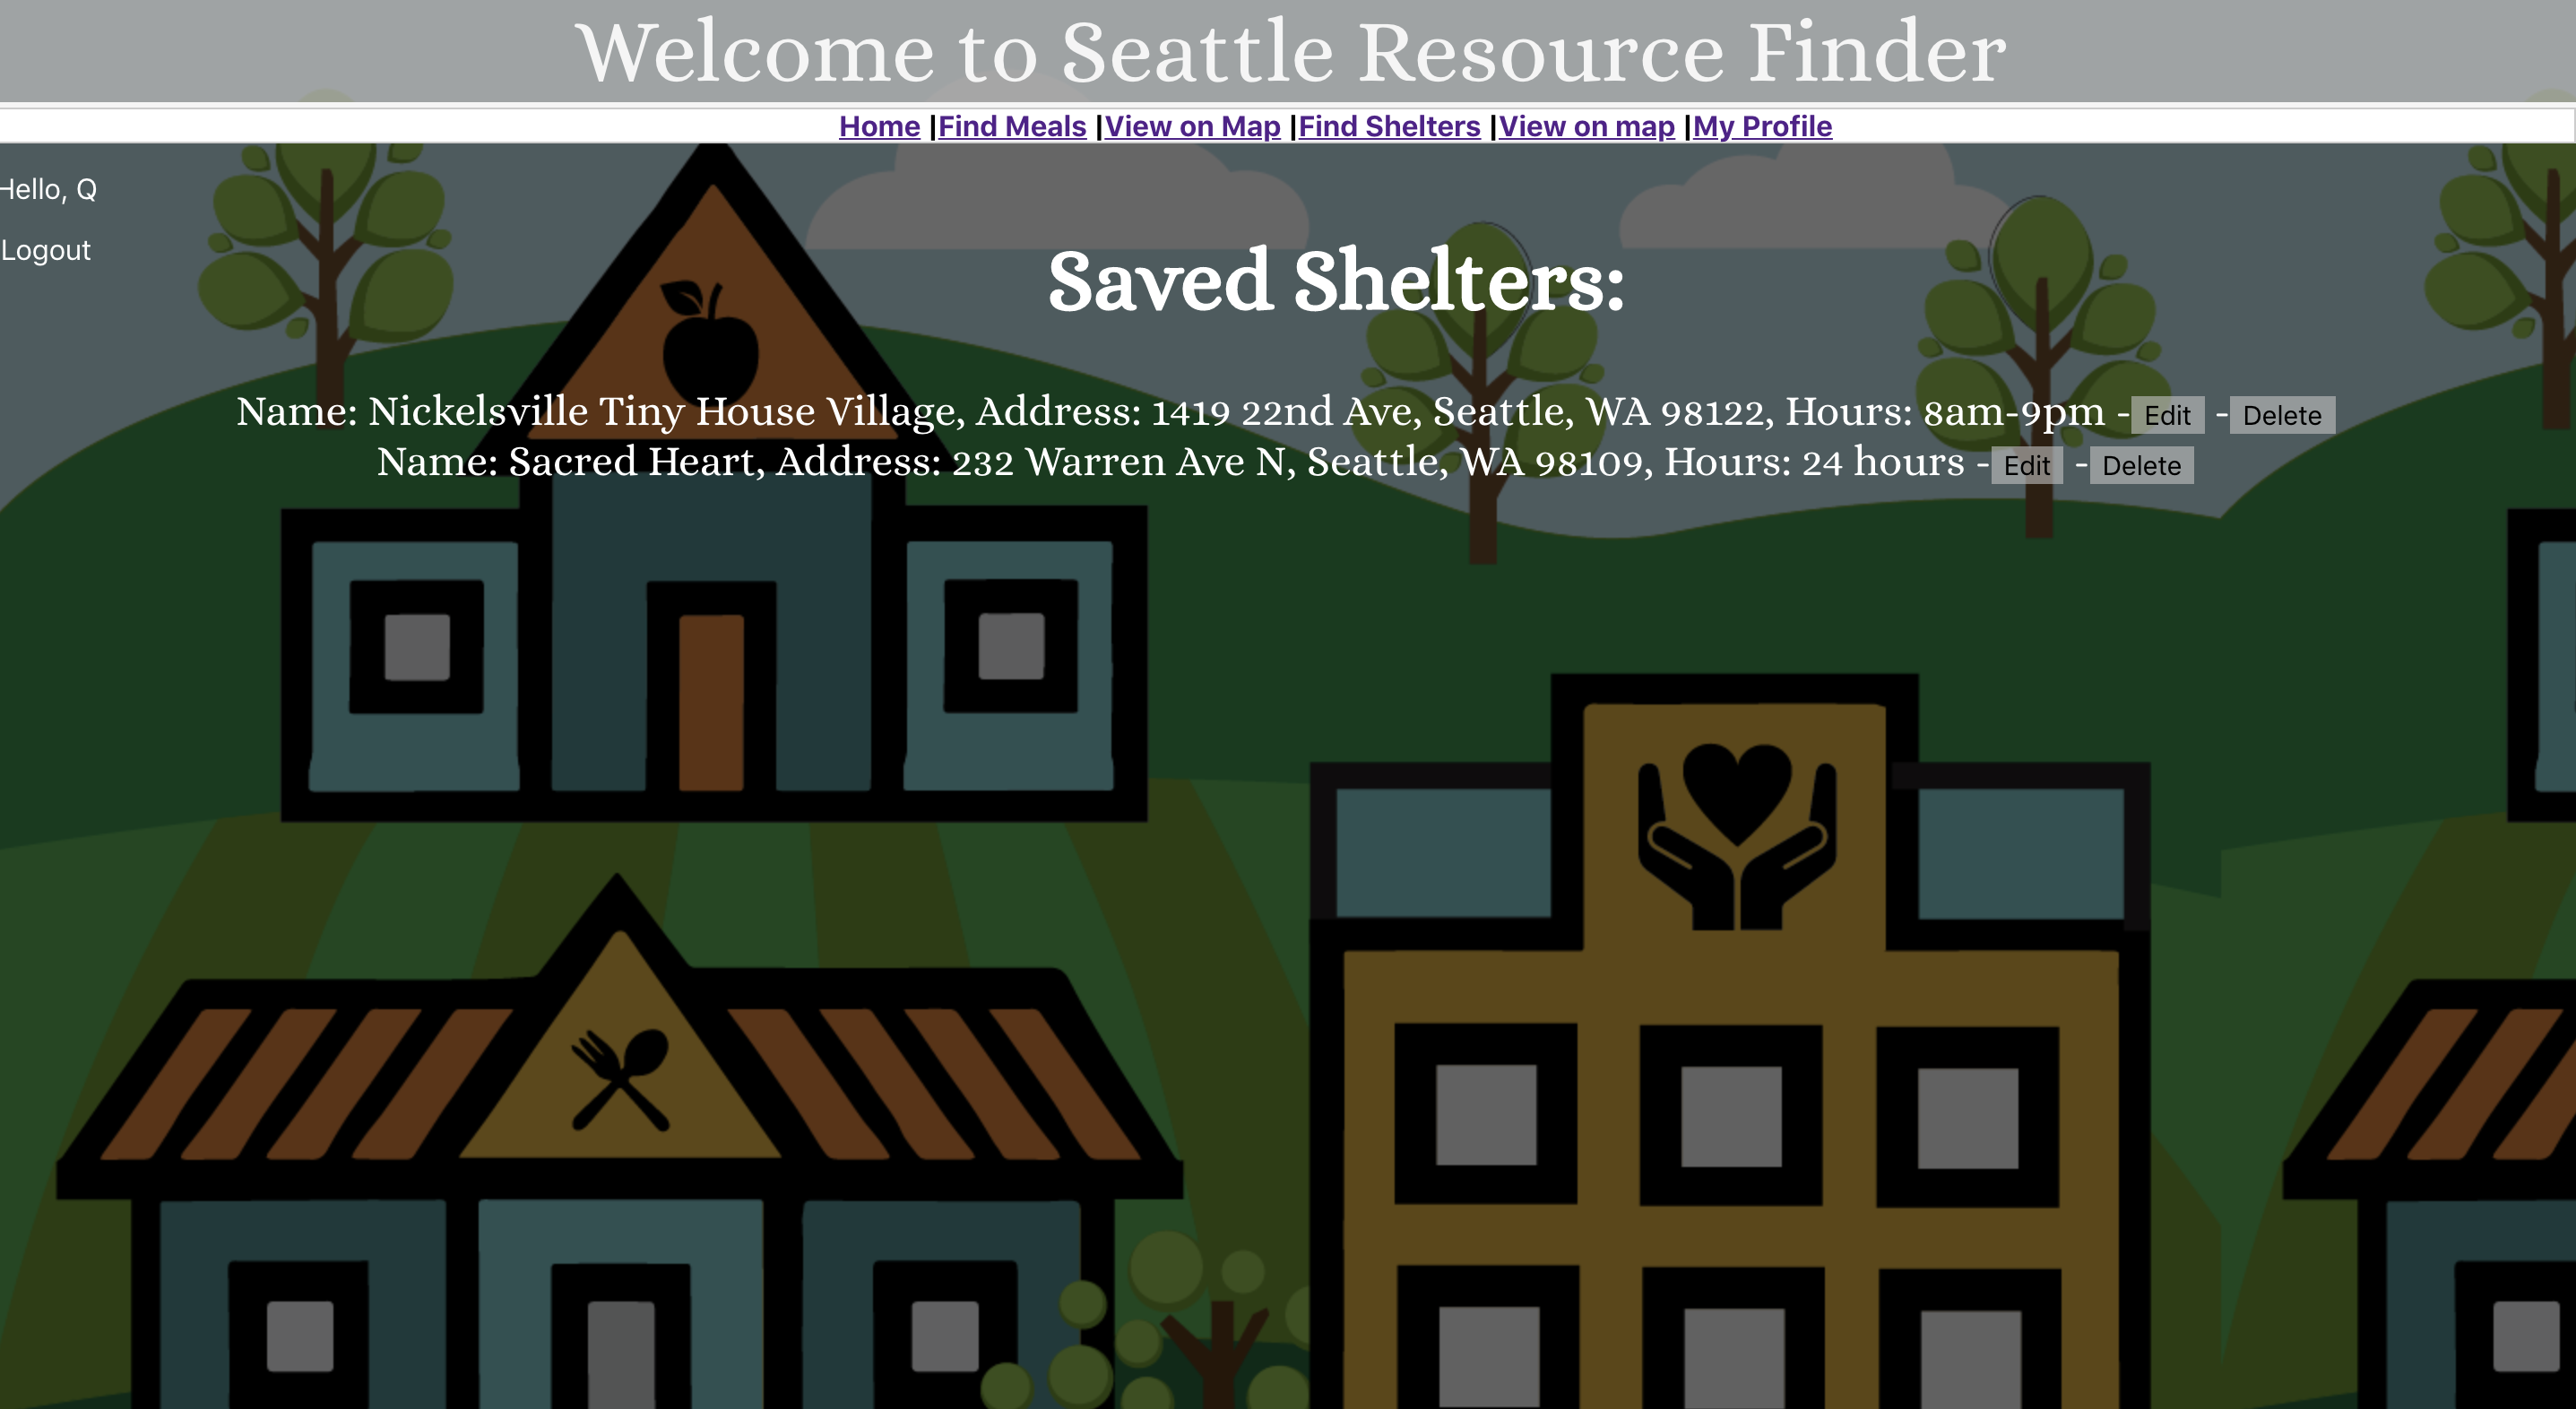 Welcome to Seattle Resource Finder
Home |Find Meals |View on Map |Find Shelters |View on map |My Profile
Hello, Q
Logout
Saved Shelters:
Name: Nickelsville Tiny House Village, Address: 1419 22nd Ave, Seattle, WA 98122, Hours: 8am-9pm - Edit - Delete
Name: Sacred Heart, Address: 232 Warren Ave N, Seattle, WA 98109, Hours: 24 hours - Edit - Delete